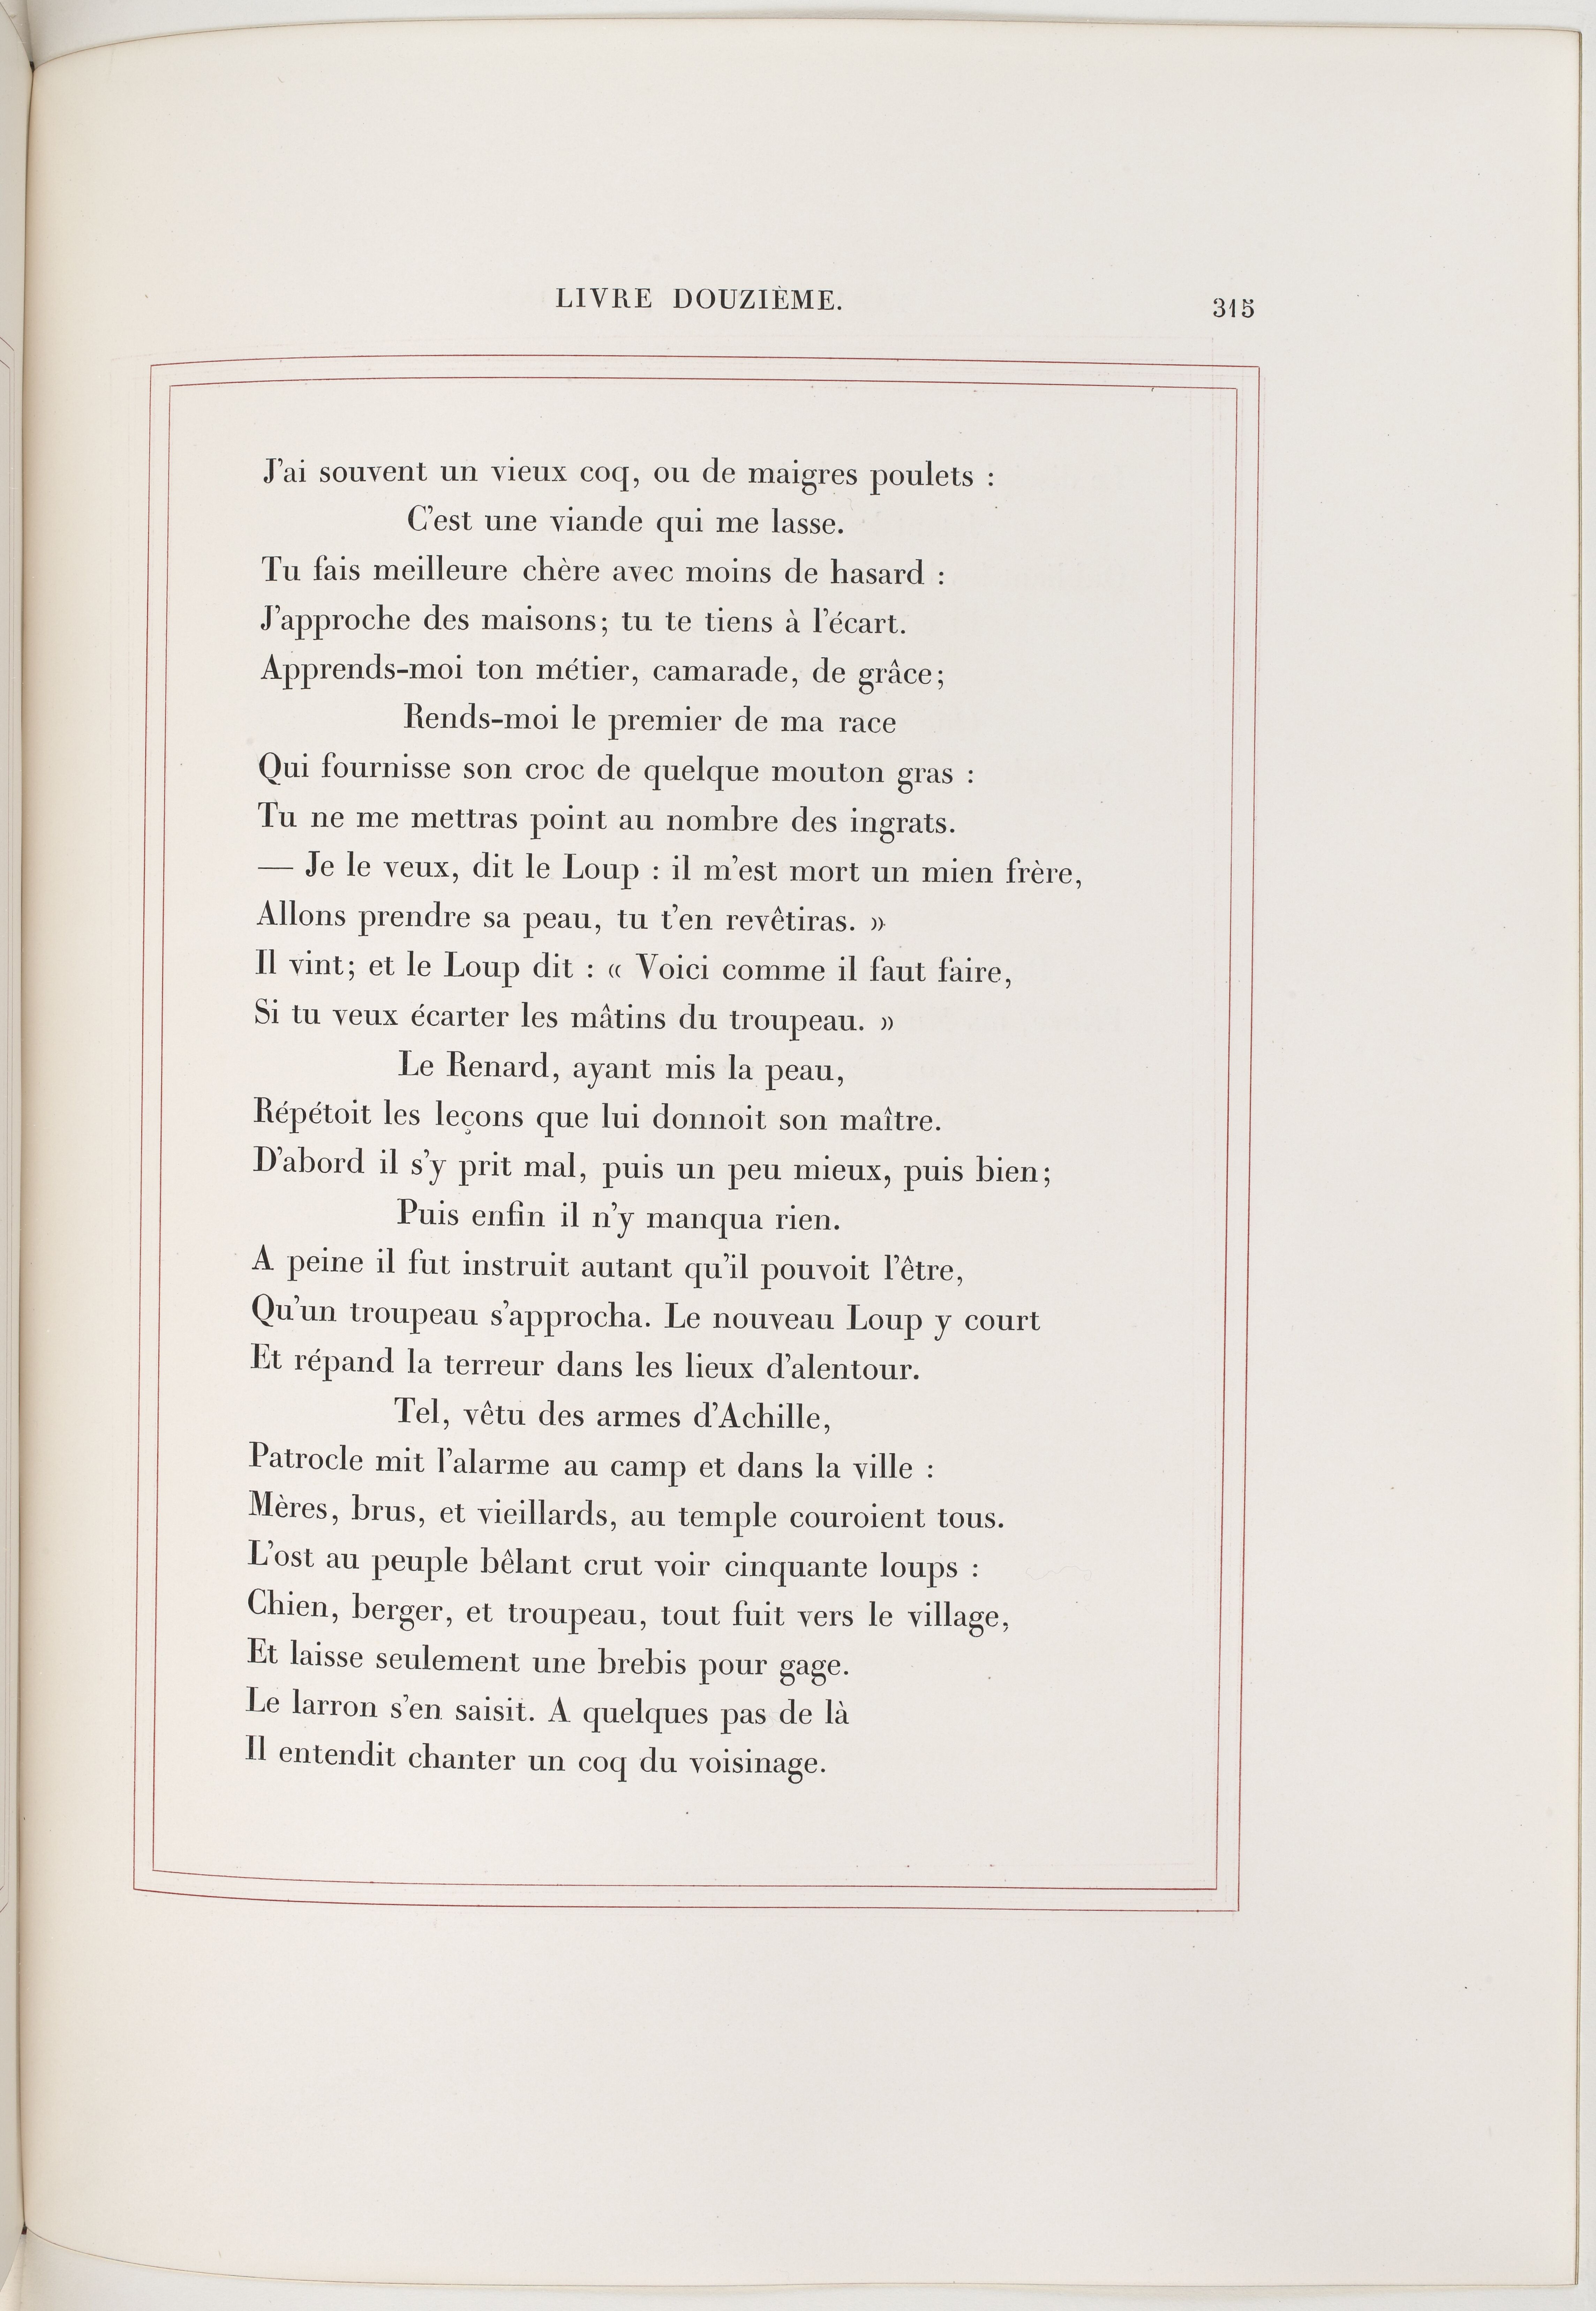 LIVRE DOUZIÈME. 315
J'ai souvent un vieux coq, ou de maigres poulets :
C'est une viande qui me lasse.
Tu fais meilleure chère avec moins de hasard :
J'approche des maisons; tu te tiens à l'écart.
Apprends-moi ton métier, camarade, de grâce;
Rends-moi le premier de ma race
Qui fournisse son croc de quelque mouton gras :
Tu ne me mettras point au nombre des ingrats.
— Je le veux, dit le Loup : il m'est mort un mien frère,
Allons prendre sa peau, tu t'en revêtiras. »
Il vint; et le Loup dit : « Voici comme il faut faire,
Si tu veux écarter les mâtins du troupeau. »
Le Renard, ayant mis la peau,
Répétoit les leçons que lui donnoit son maître.
D'abord il s'y prit mal, puis un peu mieux, puis bien;
Puis enfin il n'y manqua rien.
A peine il fut instruit autant qu'il pouvoit l'être,
Qu'un troupeau s'approcha. Le nouveau Loup y court
Et répand la terreur dans les lieux d'alentour.
Tel, vêtu des armes d'Achille,
Patrocle mit l'alarme au camp et dans la ville :
Mères, brus, et vieillards, au temple couroient tous.
L'ost au peuple bêlant crut voir cinquante loups :
Chien, berger, et troupeau, tout fuit vers le village,
Et laisse seulement une brebis pour gage.
Le larron s'en saisit. A quelques pas de là
Il entendit chanter un coq du voisinage.